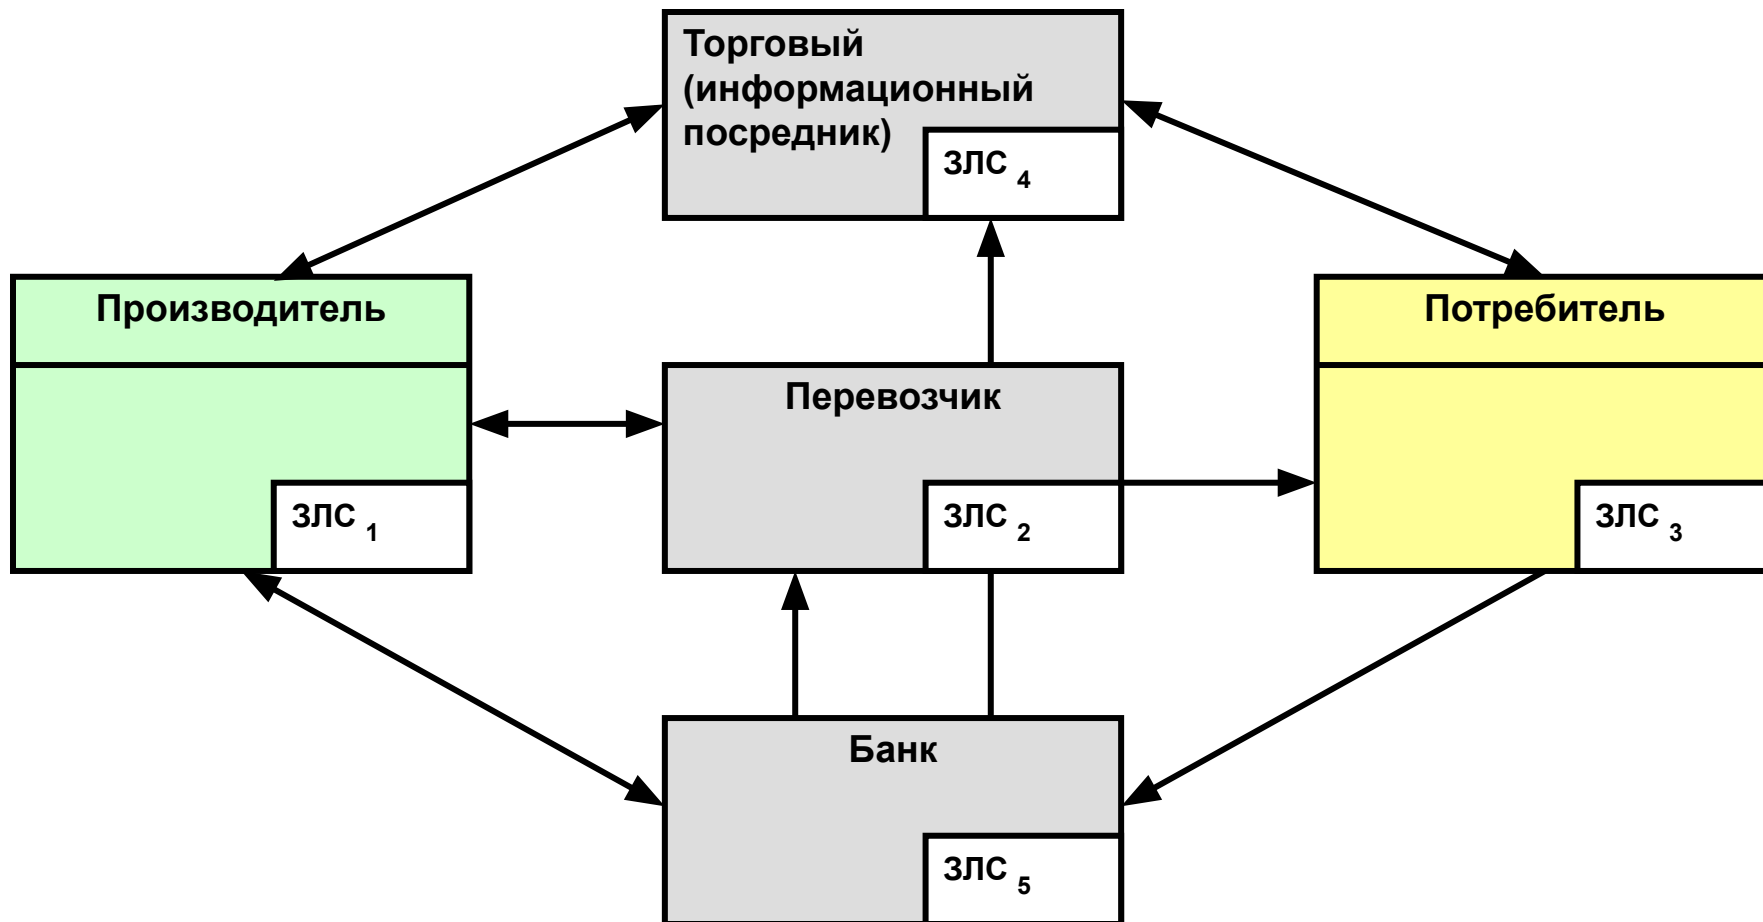 Торговый
(информационный
посредник)
ЗЛС 4
Производитель
ЗЛС 1
Перевозчик
ЗЛС 2
Потребитель
ЗЛС 3
Банк
ЗЛС 5